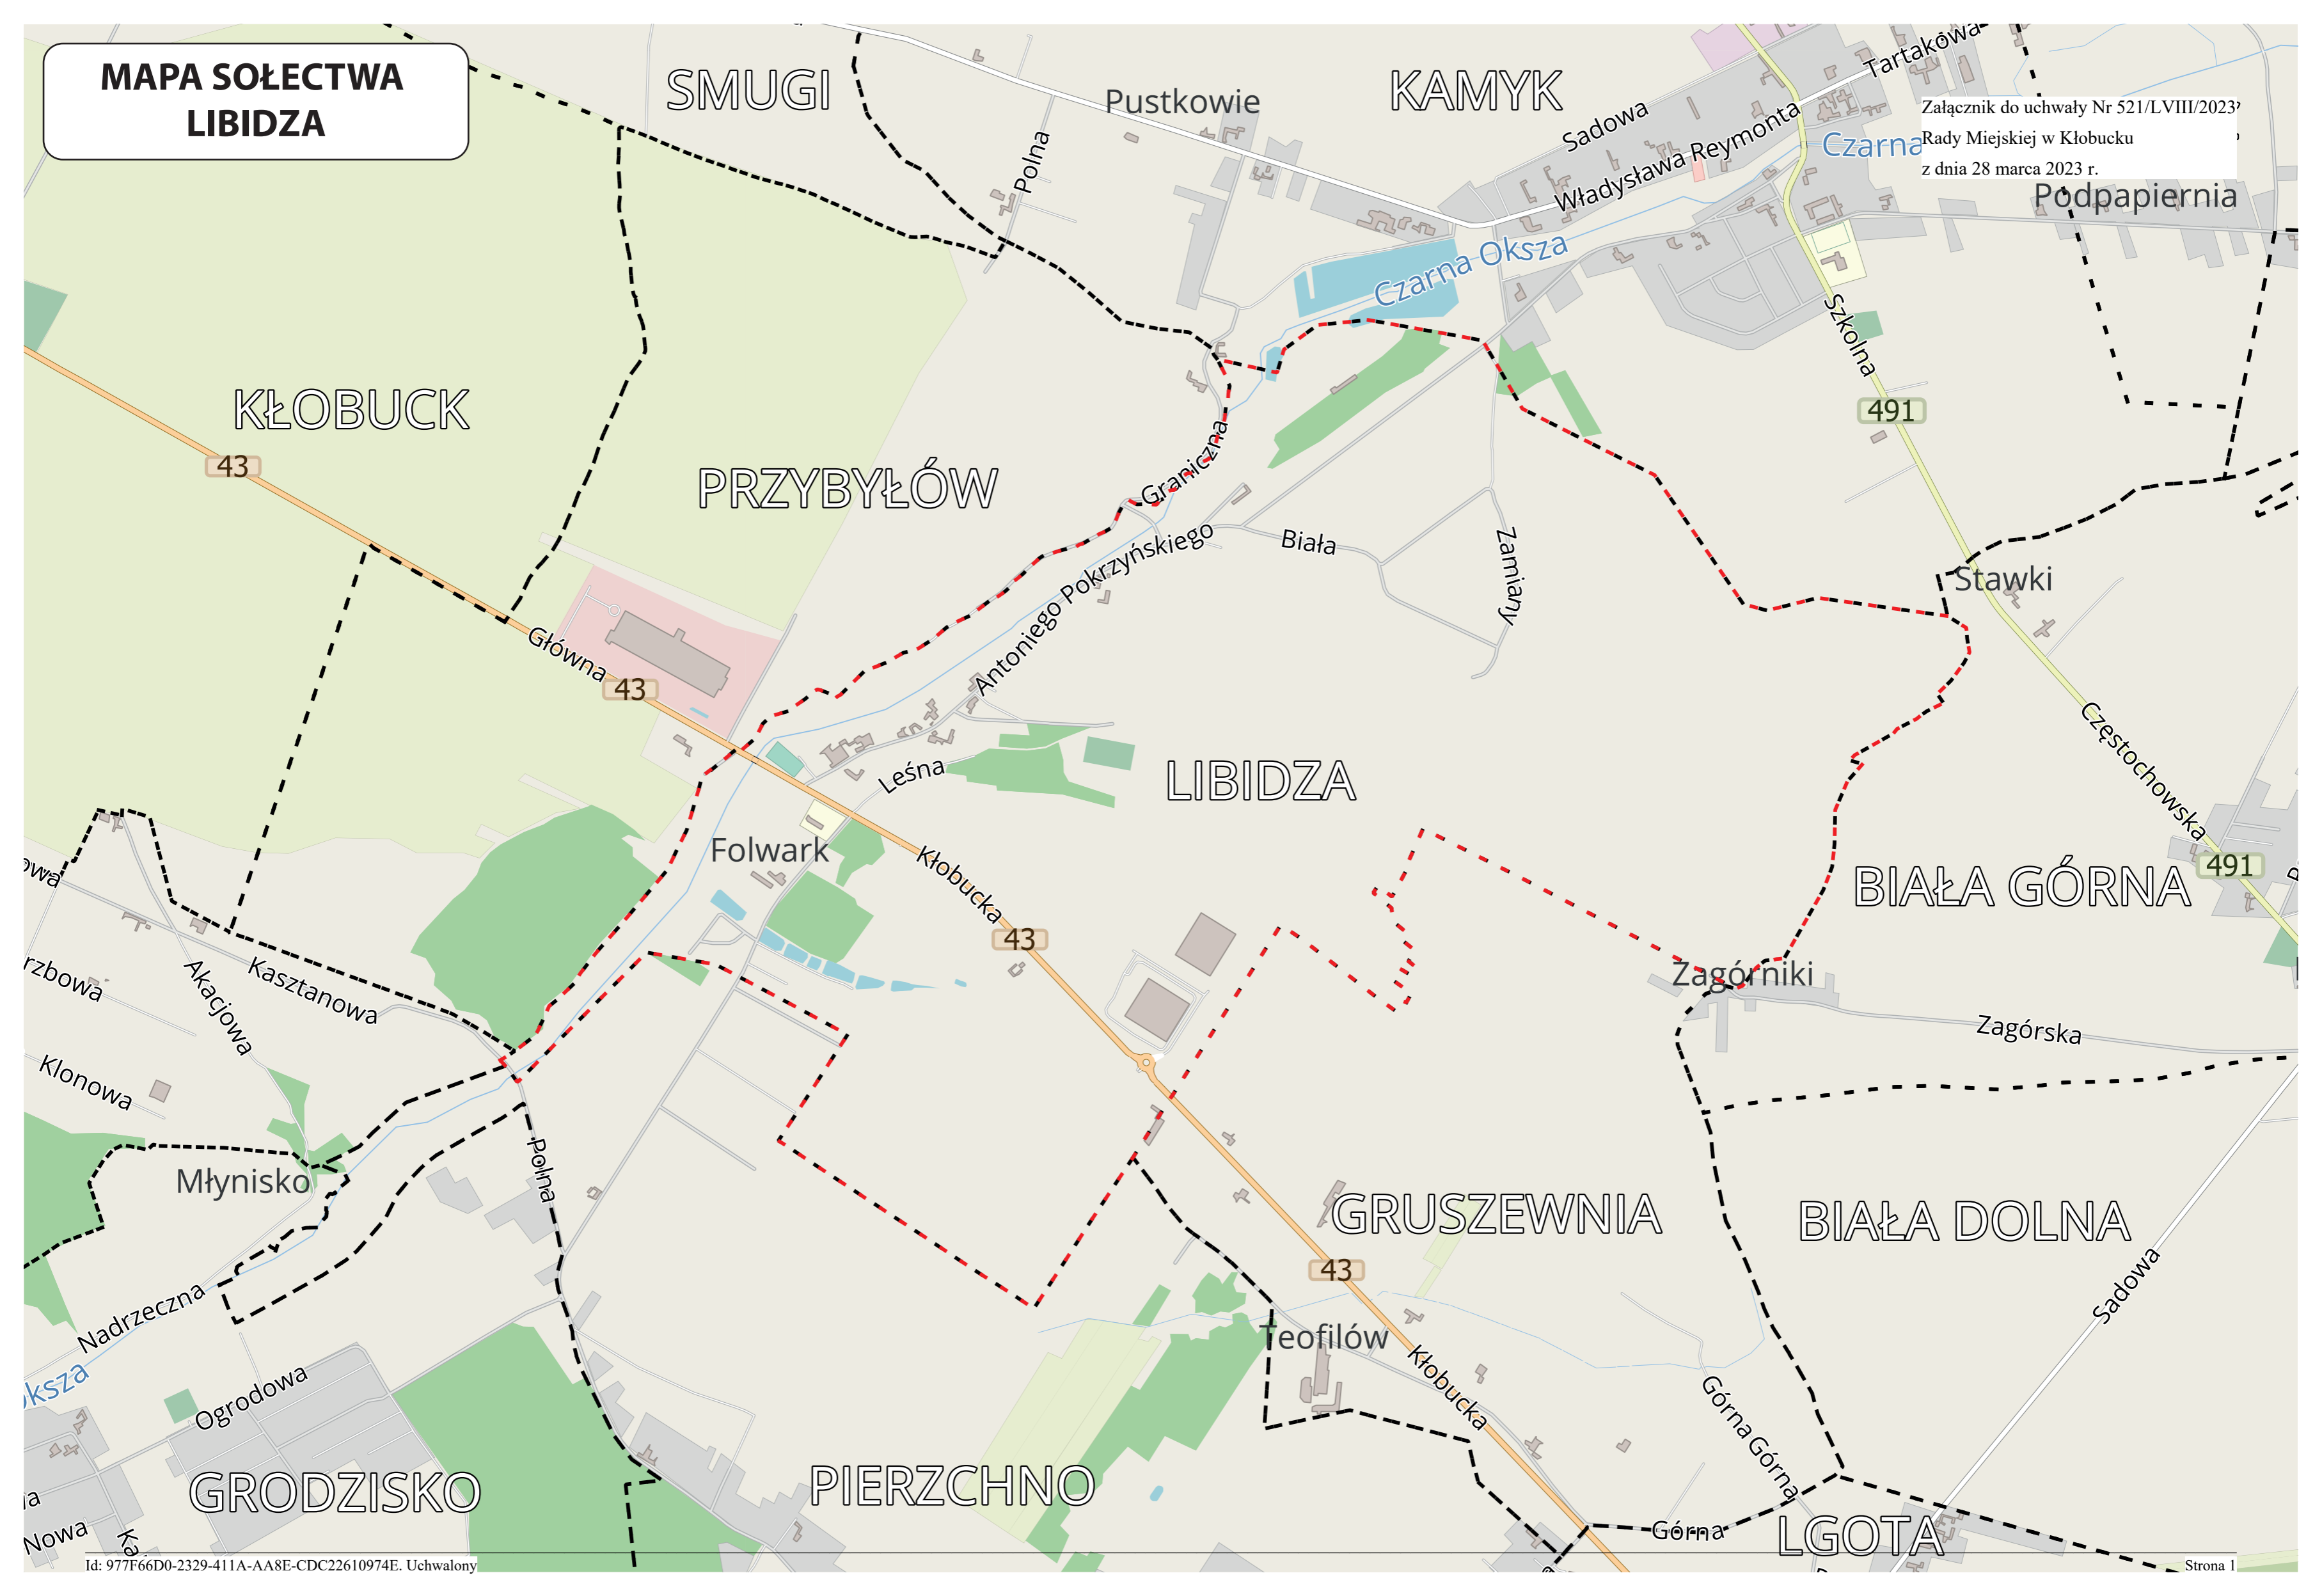 MAPA SOŁECTWA
LIBIDZA
SMUGI
KAMYK
Pustkowie
Polna
Sadowa
Władysława Reymonta
Tartakowa
Czarna
Załącznik do uchwały Nr 521/LVIII/2023
Rady Miejskiej w Kłobucku
z dnia 28 marca 2023 r.
Podpapiernia
Czarna Oksza
Szkolna
491
KŁOBUCK
43
PRZYBYŁÓW
Graniczna
Antoniego Pokrzyńskiego
Biała
Zamiany
Stawki
Główna
43
Częstochowska
LIBIDZA
Leśna
Folwark
Kłobucka
43
BIAŁA GÓRNA
491
Zagórniki
Zagórska
owa
rzbowa
Akacjowa
Kasztanowa
Klonowa
Młynisko
Polna
GRUSZEWNIA
BIAŁA DOLNA
43
Sadowa
Nadrzeczna
Teofilów
Kłobucka
Górna
Górna
ksza
Ogrodowa
GRODZISKO
PIERZCHNO
Nowa
Górna
LGOTA
Id: 977F66D0-2329-411A-AA8E-CDC22610974E. Uchwalony
Strona 1